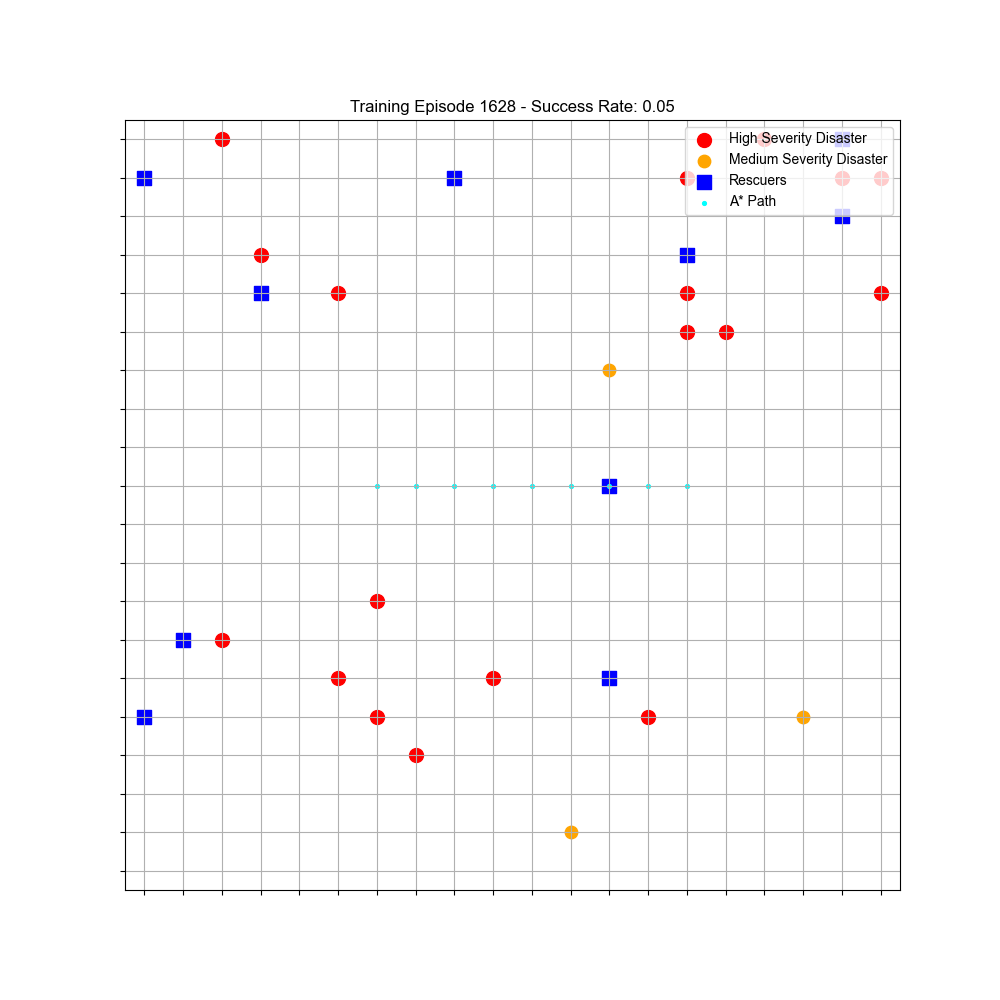 Training Episode 1628 - Success Rate: 0.05
High Severity Disaster
Medium Severity Disaster
Rescuers
A* Path